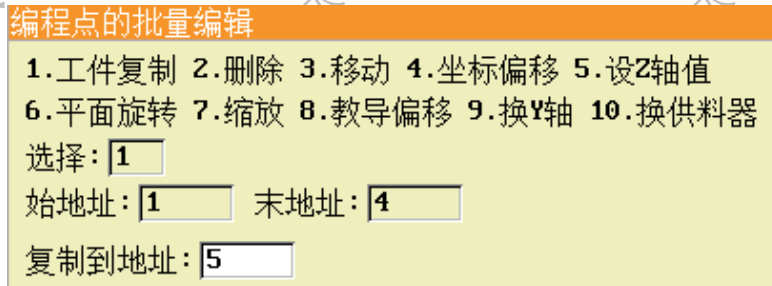 编程点的批量编辑
1.工件复制 2.删除 3.移动 4.坐标偏移 5.设Z轴值
6.平面旋转 7.缩放 8.教导偏移 9.换Y轴 10.换供料器
选择:1
始地址:1 末地址:4
复制到地址:5